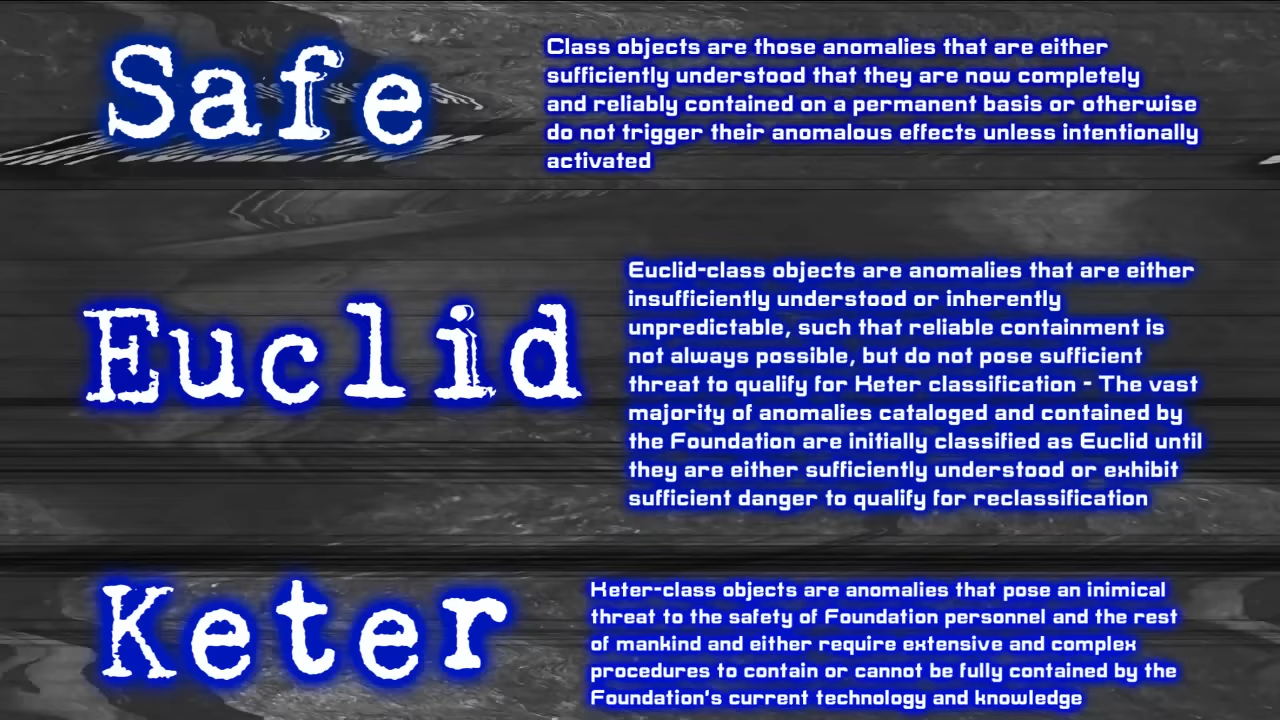 Safe
Class objects are those anomalies that are either
sufficiently understood that they are now completely
and reliably contained on a permanent basis or otherwise
do not trigger their anomalous effects unless intentionally
activated
Euclid
Euclid-class objects are anomalies that are either
insufficiently understood or inherently
unpredictable, such that reliable containment is
not always possible, but do not pose sufficient
threat to qualify for Keter classification - The vast
majority of anomalies cataloged and contained by
the Foundation are initially classified as Euclid until
they are either sufficiently understood or exhibit
sufficient danger to qualify for reclassification
Keter
Keter-class objects are anomalies that pose an inimical
threat to the safety of Foundation personnel and the rest
of mankind and either require extensive and complex
procedures to contain or cannot be fully contained by the
Foundation's current technology and knowledge